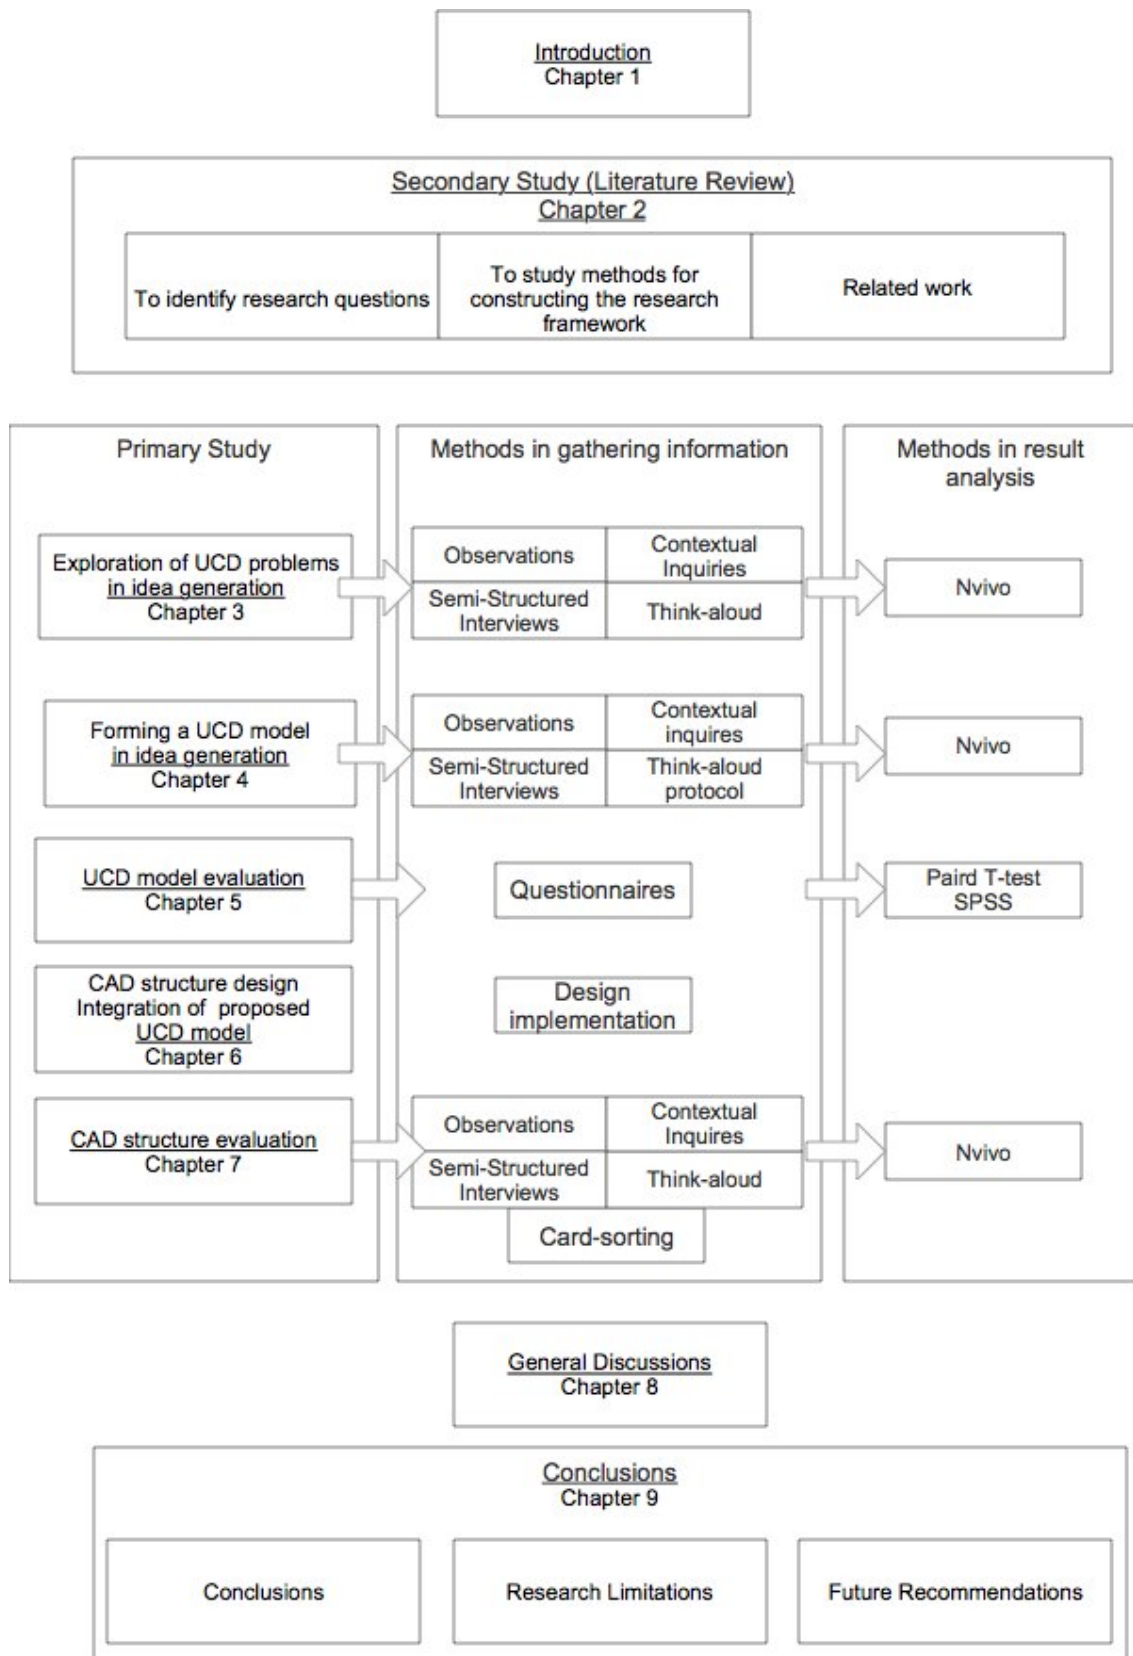 Introduction
Chapter 1
Secondary Study (Literature Review)
Chapter 2
To identify research questions
To study methods for
constructing the research
framework
Related work
Primary Study
Methods in gathering information
Methods in result
analysis
Exploration of UCD problems
in idea generation
Chapter 3
Observations
Contextual
Inquiries
Semi-Structured
Interviews
Think-aloud
Nvivo
Forming a UCD model
in idea generation
Chapter 4
Observations
Contextual
inquires
Semi-Structured
Interviews
Think-aloud
protocol
Nvivo
UCD model evaluation
Chapter 5
Questionnaires
Paird T-test
SPSS
CAD structure design
Integration of proposed
UCD model
Chapter 6
Design
implementation
CAD structure evaluation
Chapter 7
Observations
Contextual
Inquires
Semi-Structured
Interviews
Think-aloud
Card-sorting
Nvivo
General Discussions
Chapter 8
Conclusions
Chapter 9
Conclusions
Research Limitations
Future Recommendations